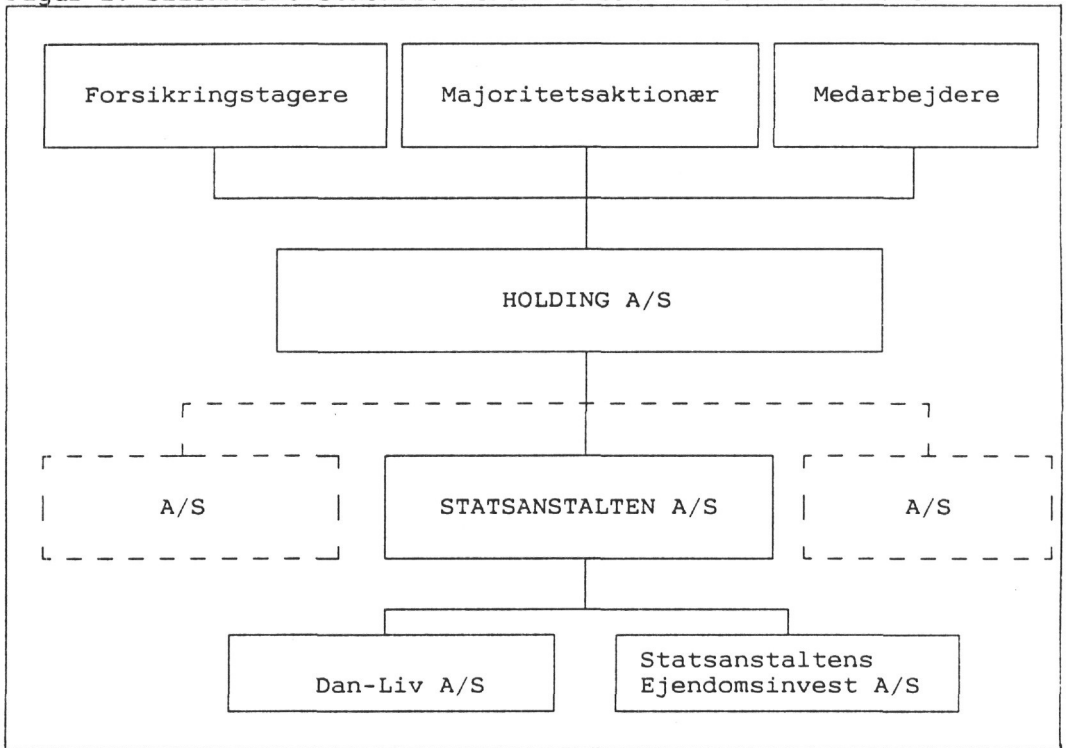 Forsikringstagere
Majoritetsaktionær
Medarbejdere
HOLDING A/S
A/S
STATSANSTALTEN A/S
A/S
Dan-Liv A/S
Statsanstaltens
Ejendomsinvest A/S